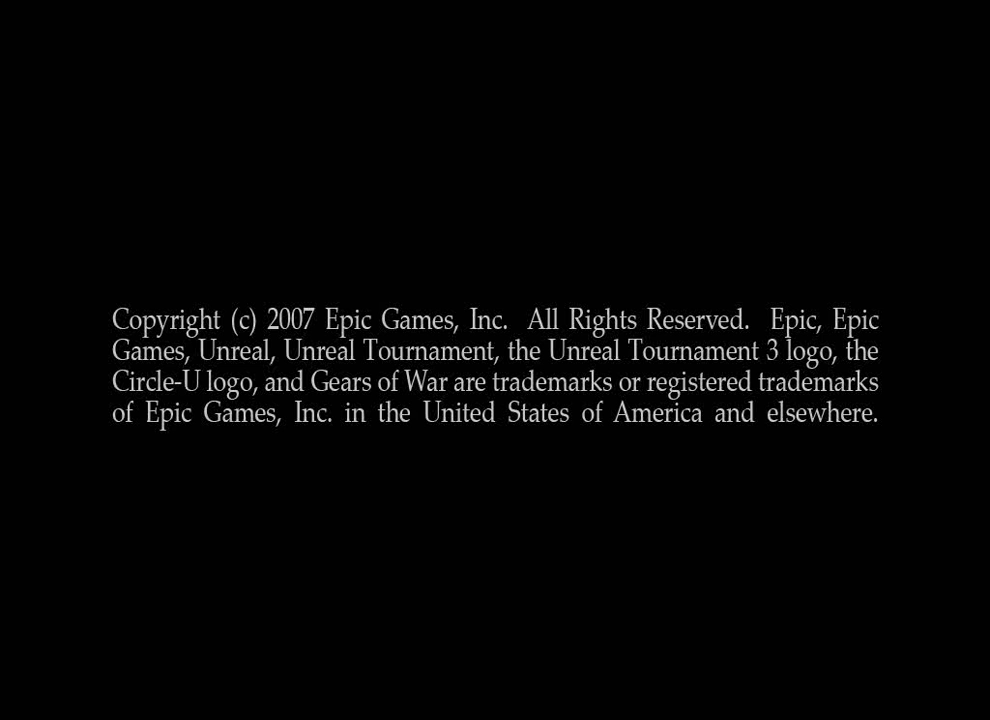 Copyright (c) 2007 Epic Games, Inc.  All Rights Reserved.  Epic, Epic
Games, Unreal, Unreal Tournament, the Unreal Tournament 3 logo, the
Circle-U logo, and Gears of War are trademarks or registered trademarks
of Epic Games, Inc. in the United States of America and elsewhere.